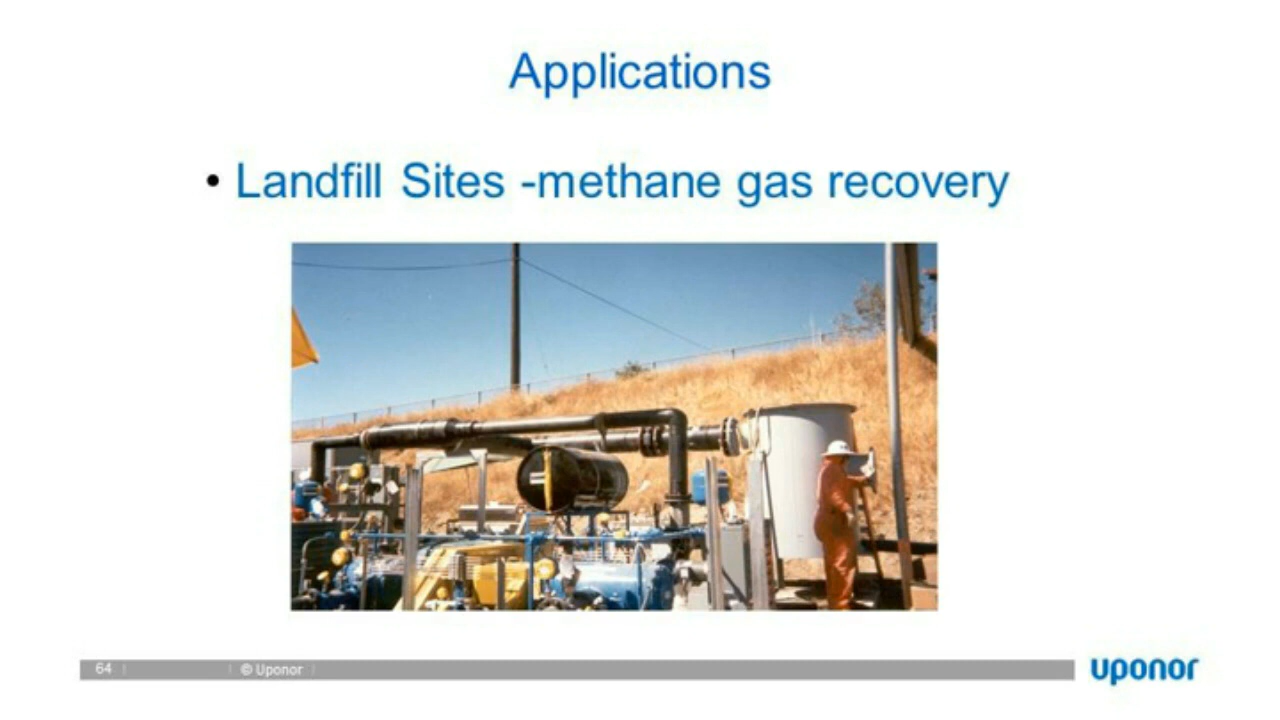 Applications
• Landfill Sites -methane gas recovery
64
© Uponor
uponor